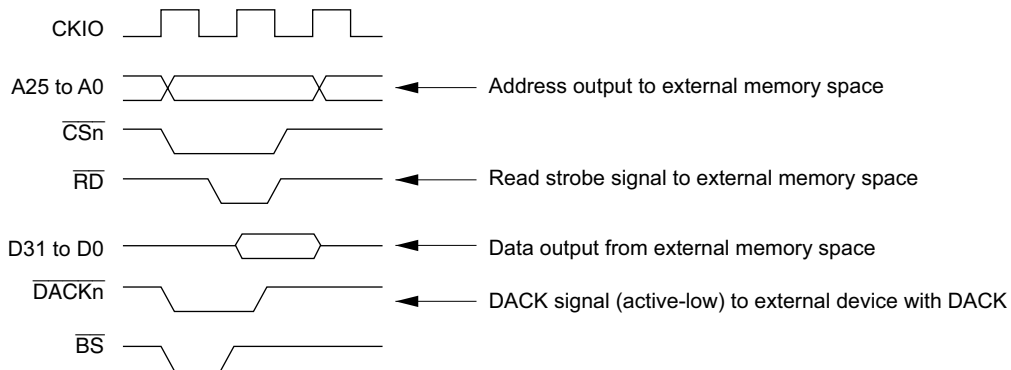 CKIO
A25 to A0 Address output to external memory space
CSn
RD Read strobe signal to external memory space
D31 to D0 Data output from external memory space
DACKn DACK signal (active-low) to external device with DACK
BS